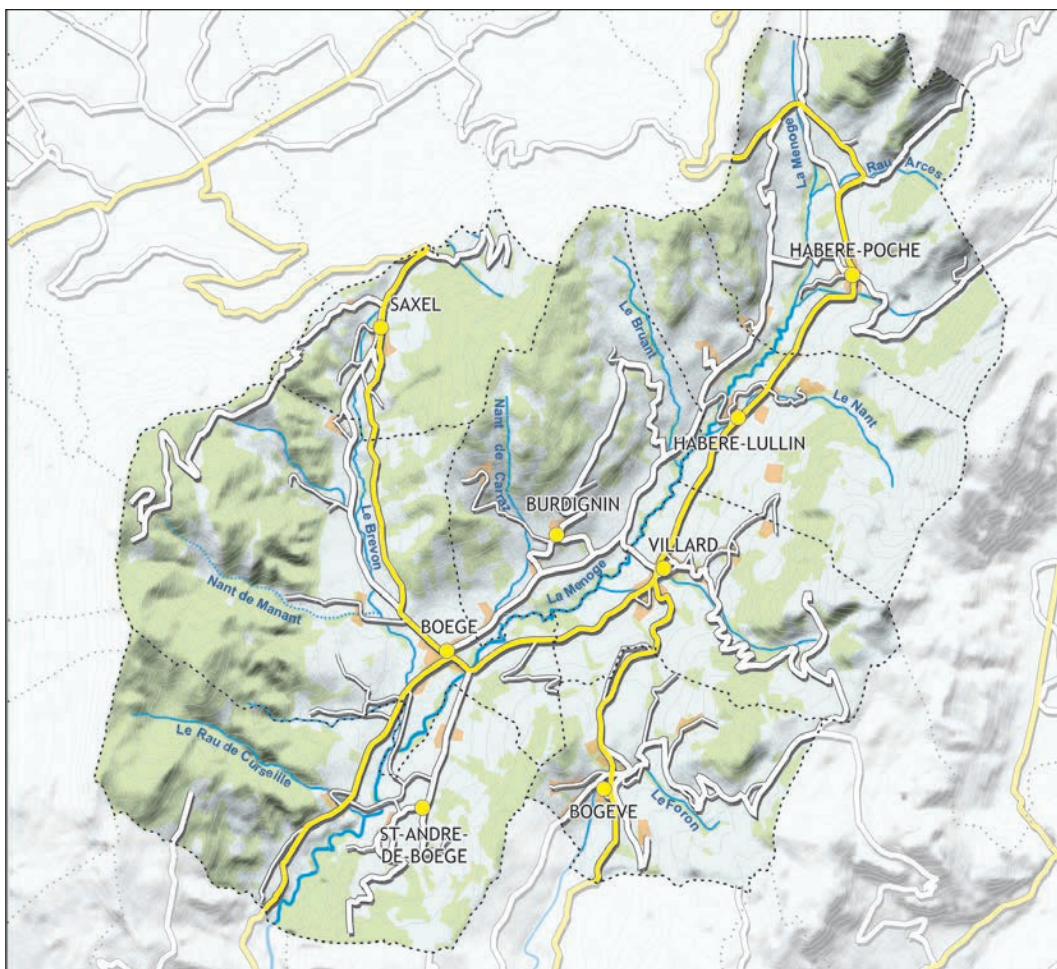 La Menoge
Rau Arces
HABERE-POCHE
SAXEL
Le Bruant
Le Nant
HABERE-LULLIN
Nant de Carraz
BURDIGNIN
Le Brevon
VILLARD
La Menoge
Nant de Manant
BOEGE
Le Rau de Curseille
BOGEVE
Le Foron
ST-ANDRE-
DE-BOEGE